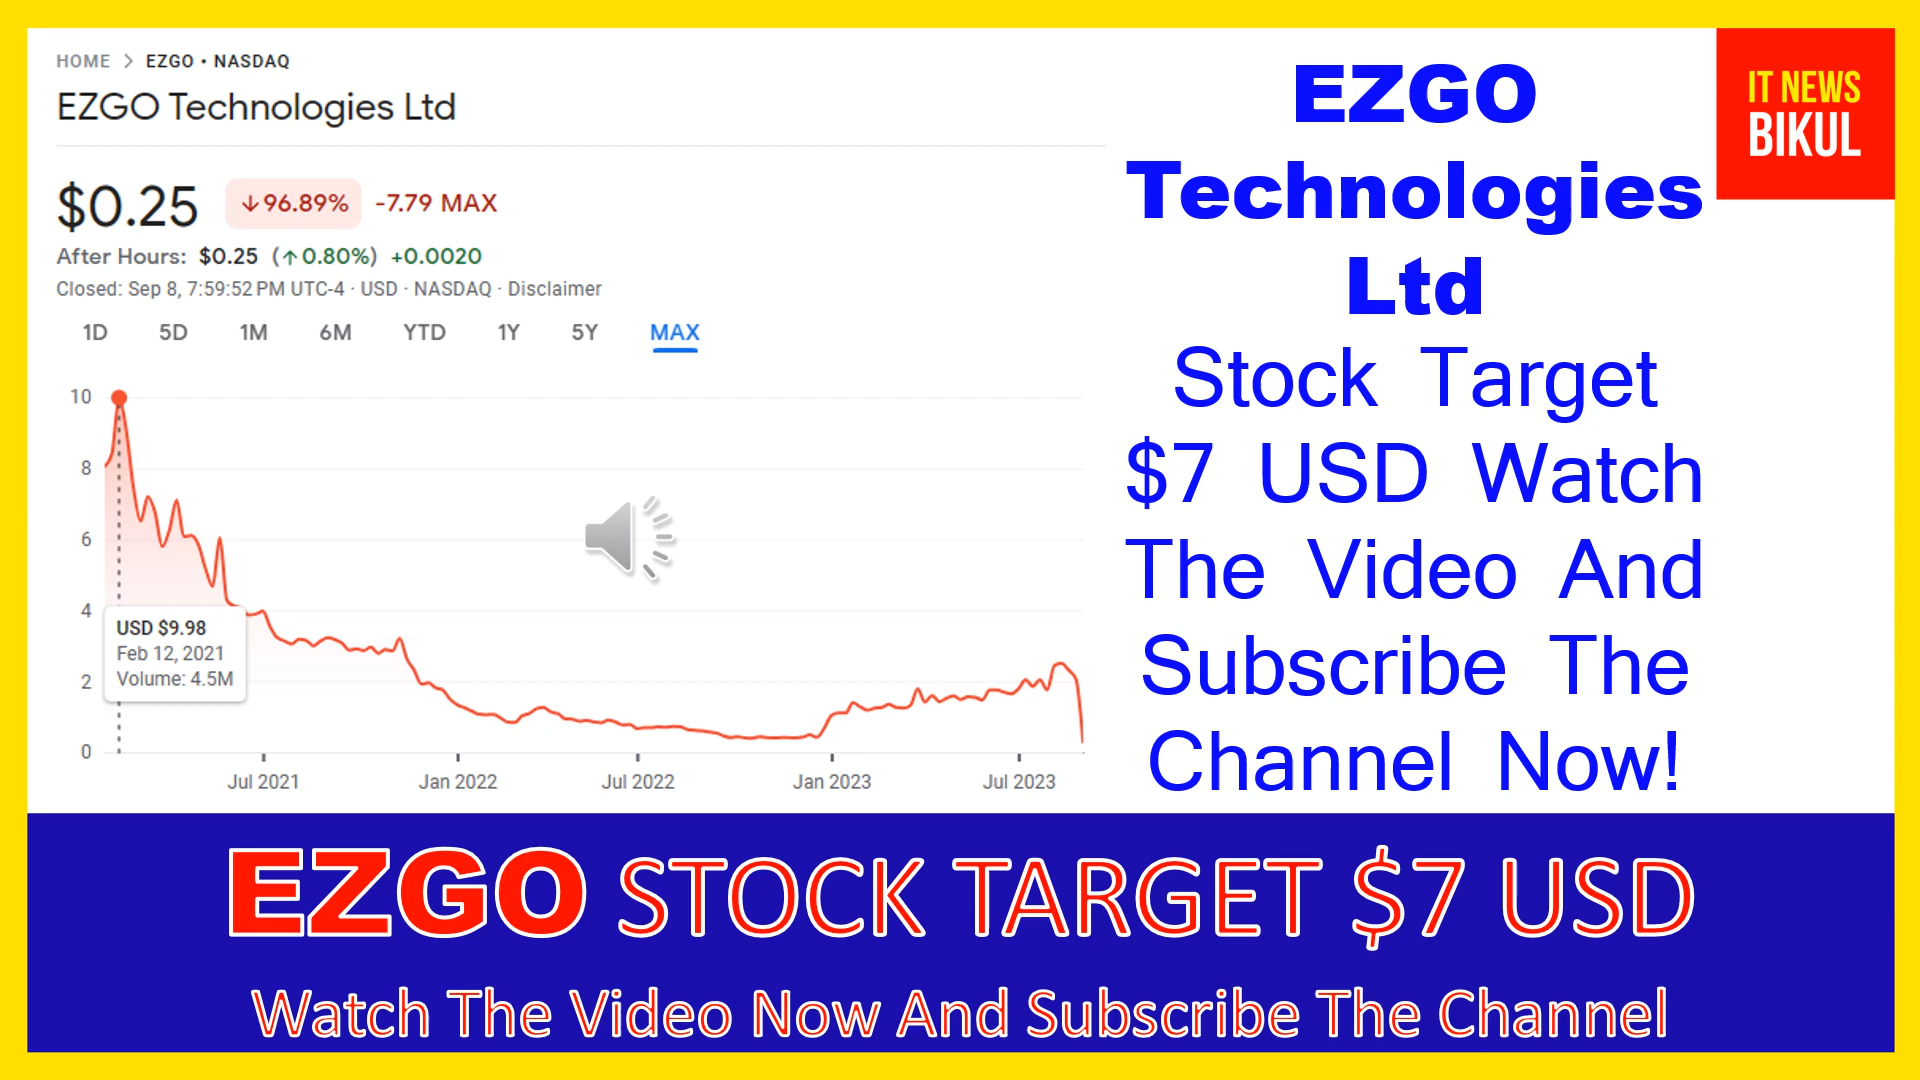 HOME > EZGO • NASDAQ
EZGO Technologies Ltd
$0.25 ↓96.89% -7.79 MAX
After Hours: $0.25 (↑0.80%) +0.0020
Closed: Sep 8, 7:59:52 PM UTC-4 · USD · NASDAQ · Disclaimer
1D 5D 1M 6M YTD 1Y 5Y MAX
10
8
6
4
2
0
USD $9.98
Feb 12, 2021
Volume: 4.5M
Jul 2021 Jan 2022 Jul 2022 Jan 2023 Jul 2023
EZGO
Technologies
Ltd
Stock Target
$7 USD Watch
The Video And
Subscribe The
Channel Now!
IT NEWS
BIKUL
EZGO STOCK TARGET $7 USD
Watch The Video Now And Subscribe The Channel